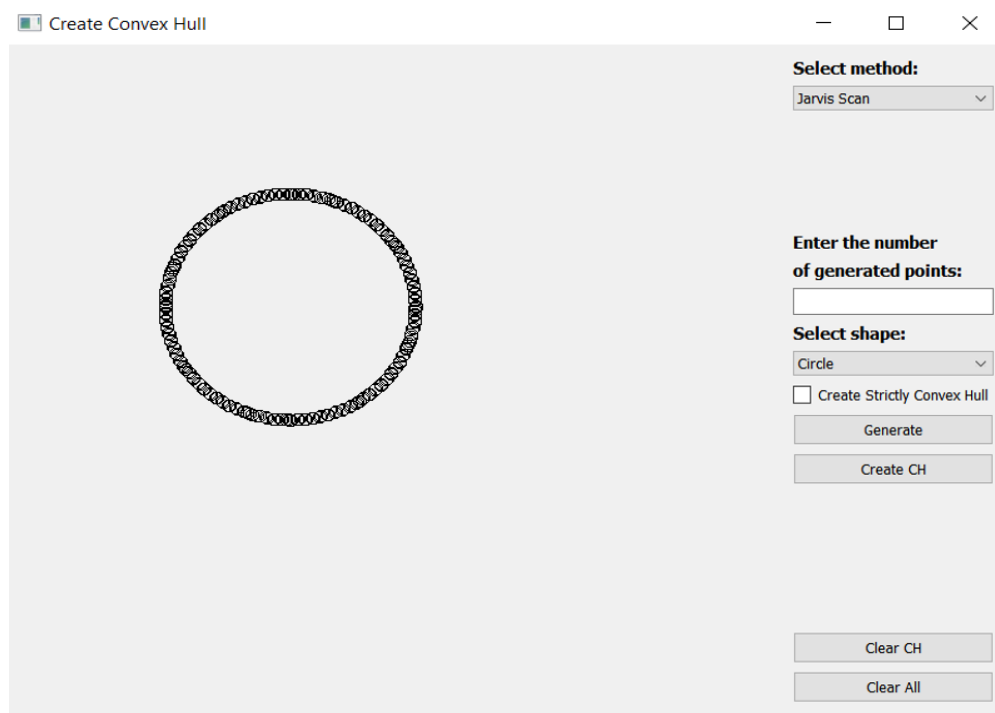 Create Convex Hull
Select method:
Jarvis Scan
Enter the number
of generated points:
Select shape:
Circle
Create Strictly Convex Hull
Generate
Create CH
Clear CH
Clear All